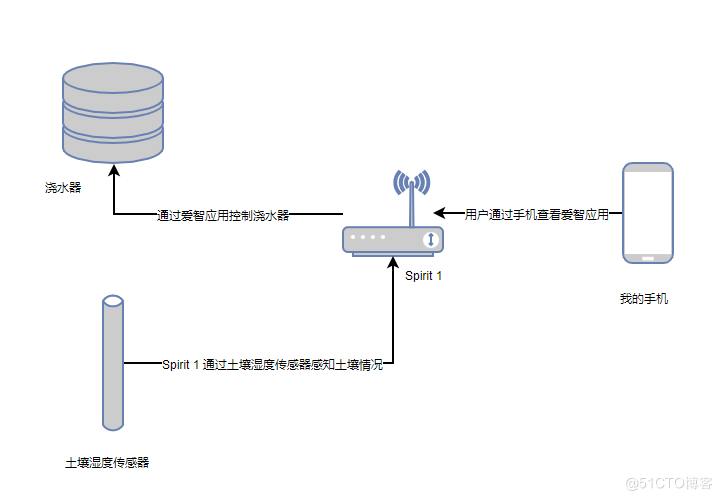 浇水器
通过爱智应用控制浇水器
用户通过手机查看爱智应用
Spirit 1
我的手机
Spirit 1 通过土壤湿度传感器感知土壤情况
土壤湿度传感器
@51CTO博客